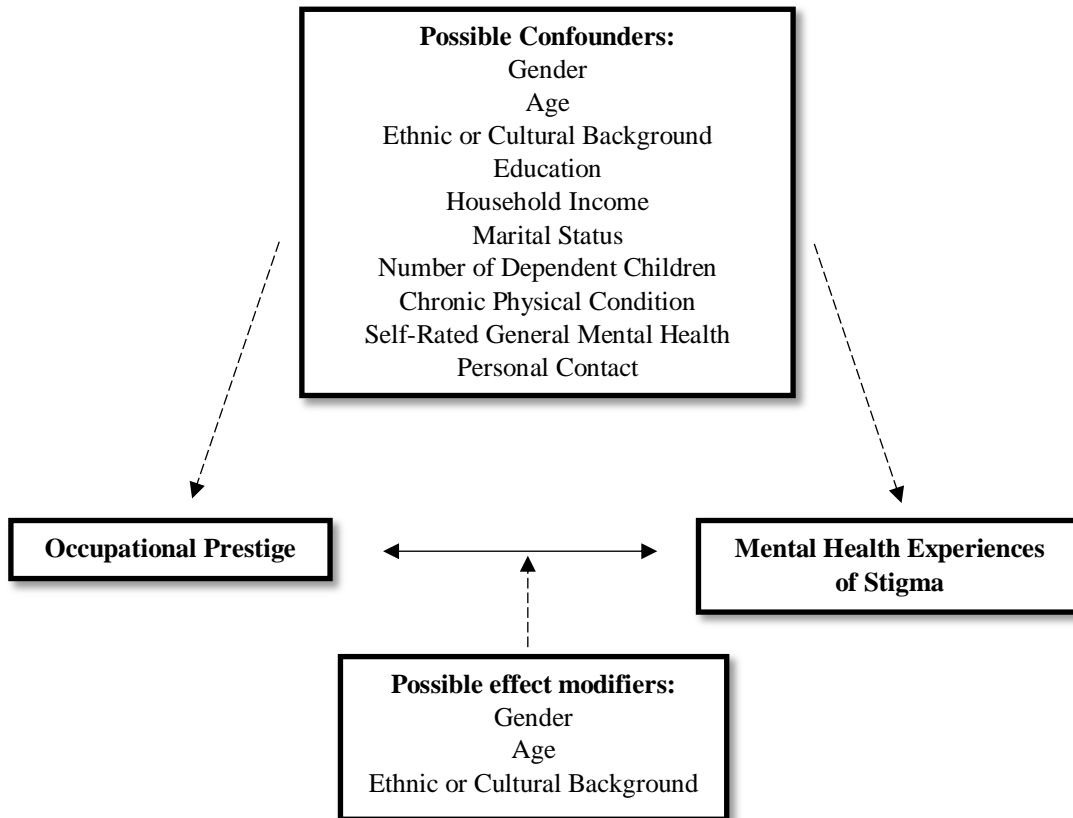 Possible Confounders:
Gender
Age
Ethnic or Cultural Background
Education
Household Income
Marital Status
Number of Dependent Children
Chronic Physical Condition
Self-Rated General Mental Health
Personal Contact
Occupational Prestige
Mental Health Experiences
of Stigma
Possible effect modifiers:
Gender
Age
Ethnic or Cultural Background